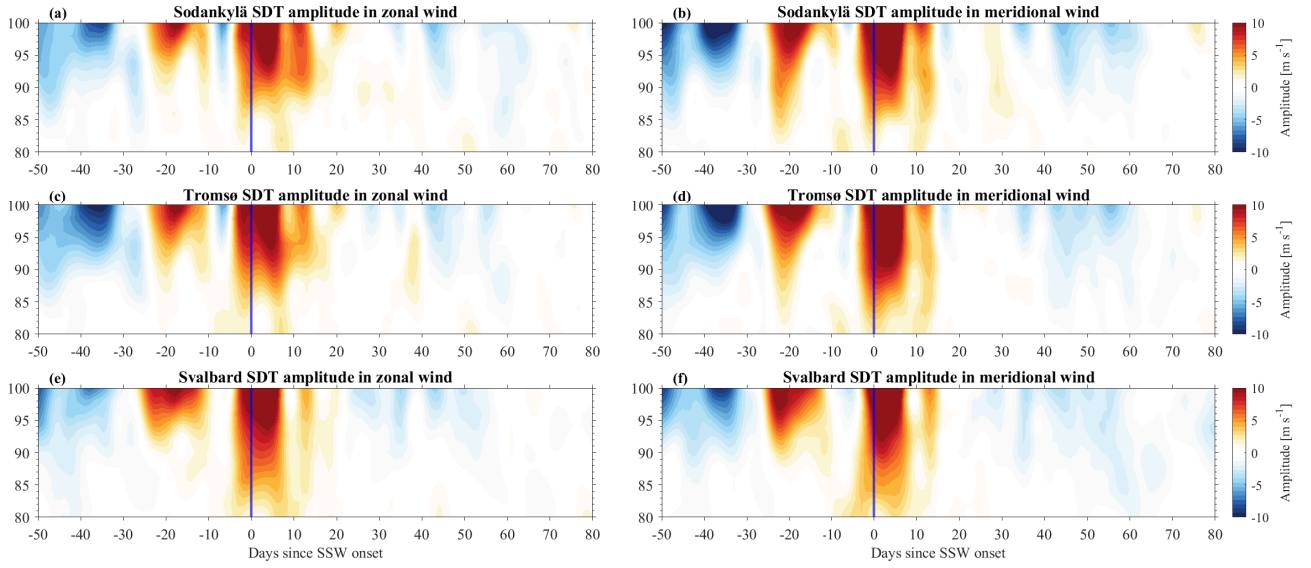 (a) Sodankylä SDT amplitude in zonal wind
100
95
90
85
80
-50 -40 -30 -20 -10 0 10 20 30 40 50 60 70 80
(b) Sodankylä SDT amplitude in meridional wind
100
95
90
85
80
-50 -40 -30 -20 -10 0 10 20 30 40 50 60 70 80
10
5
0
-5
-10
Amplitude [m s⁻¹]
(c) Tromsø SDT amplitude in zonal wind
100
95
90
85
80
-50 -40 -30 -20 -10 0 10 20 30 40 50 60 70 80
(d) Tromsø SDT amplitude in meridional wind
100
95
90
85
80
-50 -40 -30 -20 -10 0 10 20 30 40 50 60 70 80
10
5
0
-5
-10
Amplitude [m s⁻¹]
(e) Svalbard SDT amplitude in zonal wind
100
95
90
85
80
-50 -40 -30 -20 -10 0 10 20 30 40 50 60 70 80
Days since SSW onset
(f) Svalbard SDT amplitude in meridional wind
100
95
90
85
80
-50 -40 -30 -20 -10 0 10 20 30 40 50 60 70 80
Days since SSW onset
10
5
0
-5
-10
Amplitude [m s⁻¹]